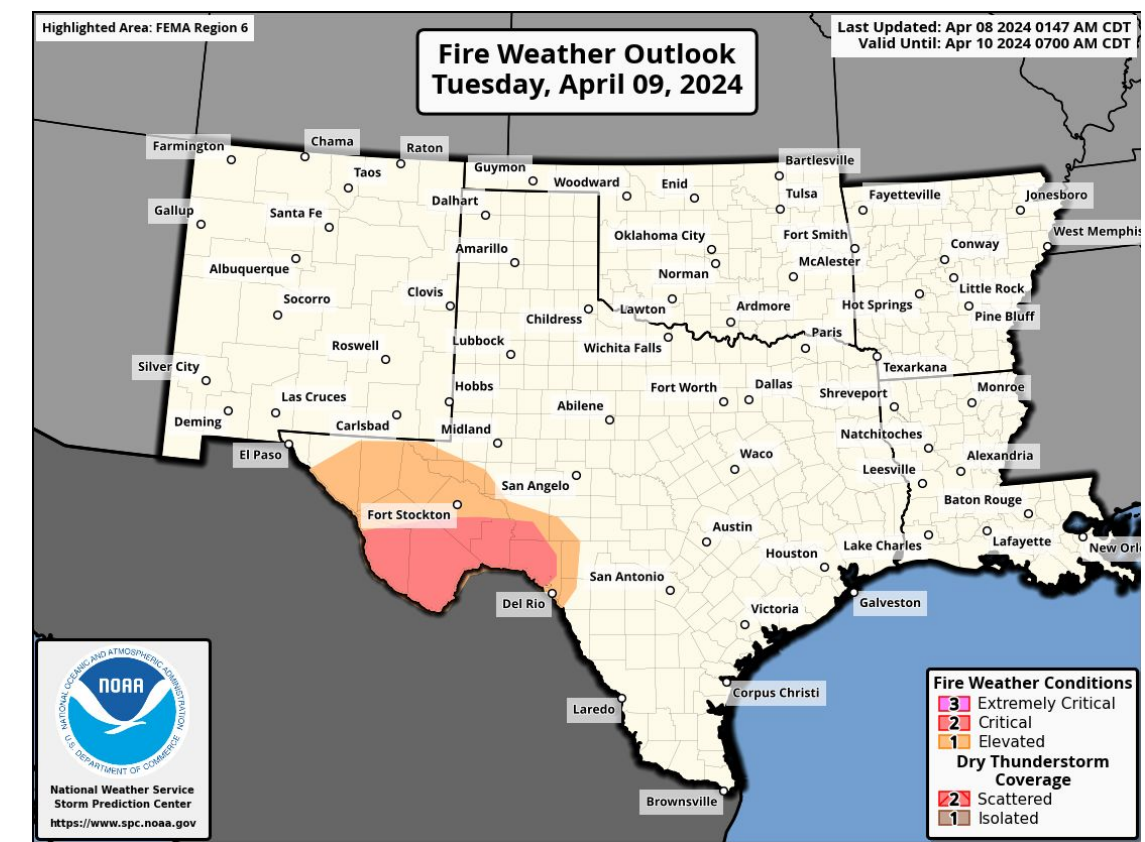 Highlighted Area: FEMA Region 6
Last Updated: Apr 08 2024 0147 AM CDT
Valid Until: Apr 10 2024 0700 AM CDT
Fire Weather Outlook
Tuesday, April 09, 2024
Farmington
Chama
Raton
Taos
Guymon
Woodward
Enid
Bartlesville
Tulsa
Fayetteville
Jonesboro
Gallup
Santa Fe
Dalhart
Oklahoma City
Fort Smith
West Memphis
Albuquerque
Amarillo
Norman
McAlester
Conway
Socorro
Clovis
Childress
Lawton
Ardmore
Hot Springs
Little Rock
Pine Bluff
Roswell
Lubbock
Wichita Falls
Paris
Silver City
Texarkana
Las Cruces
Hobbs
Abilene
Fort Worth
Dallas
Shreveport
Monroe
Deming
Carlsbad
Midland
Natchitoches
El Paso
San Angelo
Waco
Leesville
Alexandria
Fort Stockton
Baton Rouge
Austin
Houston
Lake Charles
Lafayette
New Orl
San Antonio
Del Rio
Victoria
Galveston
Laredo
Corpus Christi
Brownsville
NATIONAL OCEANIC AND ATMOSPHERIC ADMINISTRATION
NOAA
U.S. DEPARTMENT OF COMMERCE
National Weather Service
Storm Prediction Center
https://www.spc.noaa.gov
Fire Weather Conditions
3 Extremely Critical
2 Critical
1 Elevated
Dry Thunderstorm
Coverage
2 Scattered
1 Isolated